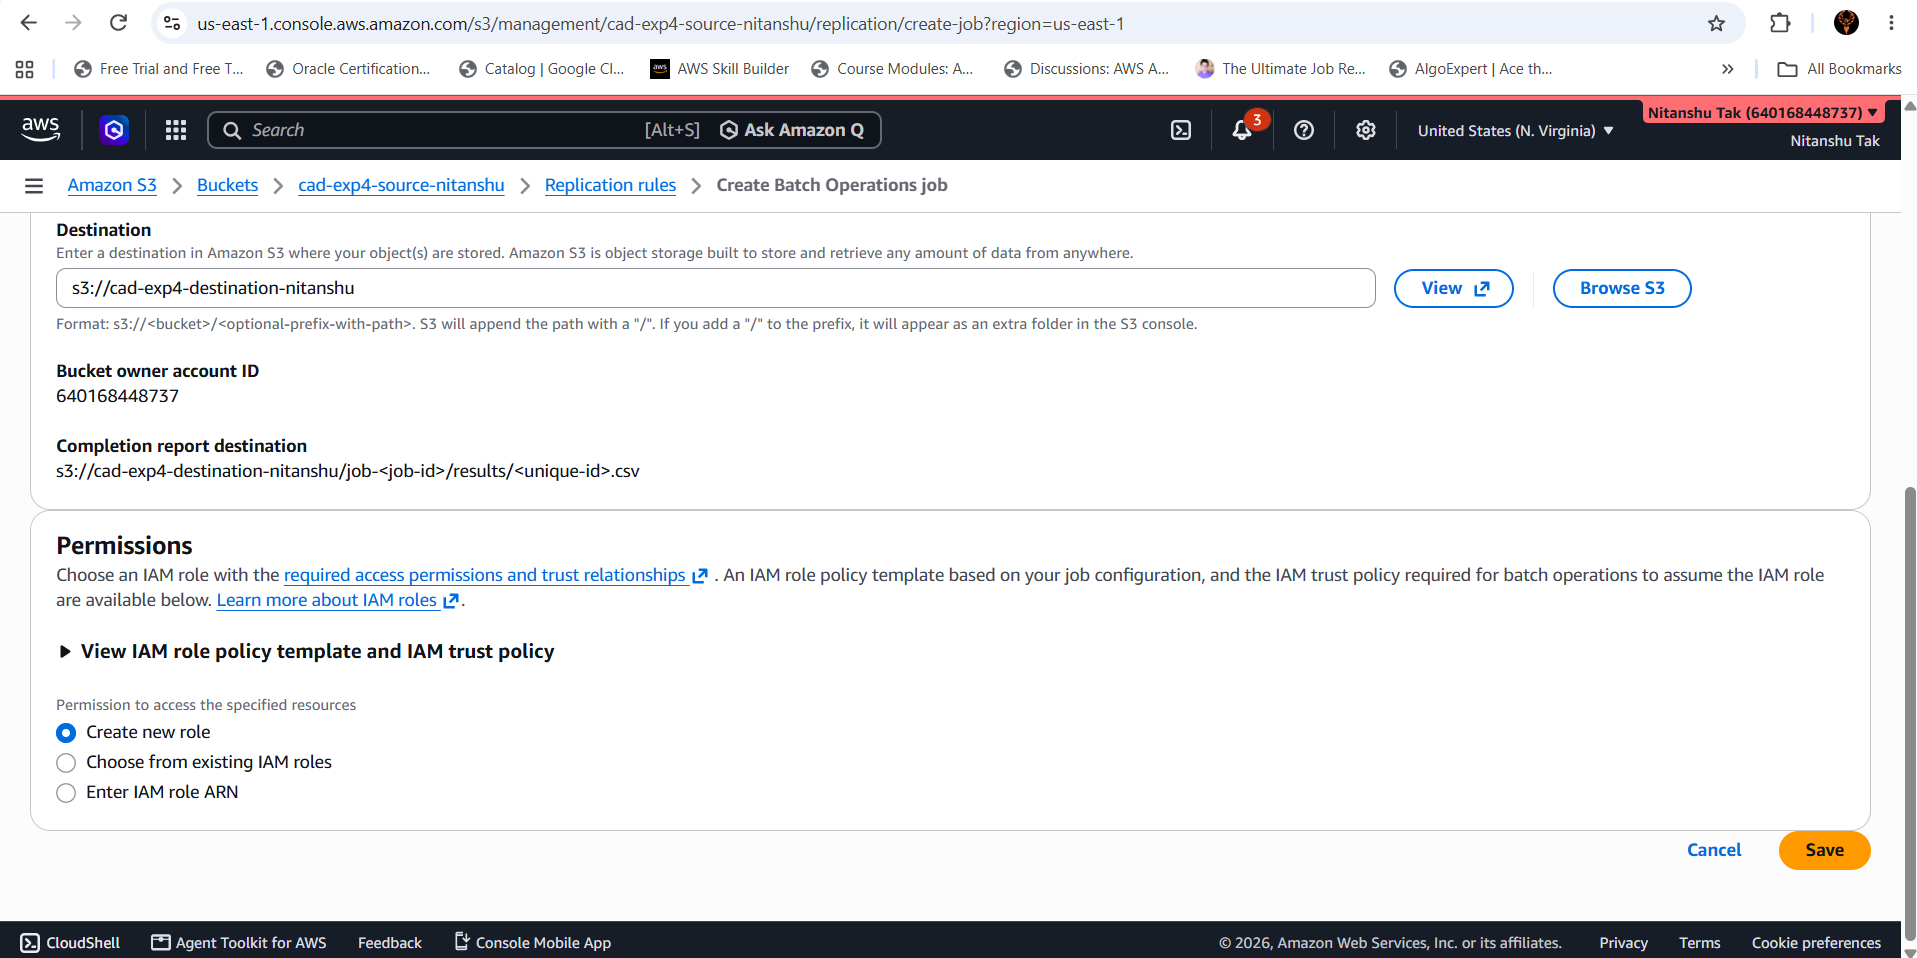 us-east-1.console.aws.amazon.com/s3/management/cad-exp4-source-nitanshu/replication/create-job?region=us-east-1
Free Trial and Free T... Oracle Certification... Catalog | Google Cl... aws AWS Skill Builder Course Modules: A... Discussions: AWS A... The Ultimate Job Re... AlgoExpert | Ace th... » All Bookmarks
aws Search [Alt+S] Ask Amazon Q 3 United States (N. Virginia) ▼ Nitanshu Tak (640168448737) ▼
Nitanshu Tak
Amazon S3 > Buckets > cad-exp4-source-nitanshu > Replication rules > Create Batch Operations job
Destination
Enter a destination in Amazon S3 where your object(s) are stored. Amazon S3 is object storage built to store and retrieve any amount of data from anywhere.
s3://cad-exp4-destination-nitanshu View Browse S3
Format: s3://<bucket>/<optional-prefix-with-path>. S3 will append the path with a "/". If you add a "/" to the prefix, it will appear as an extra folder in the S3 console.
Bucket owner account ID
640168448737
Completion report destination
s3://cad-exp4-destination-nitanshu/job-<job-id>/results/<unique-id>.csv
Permissions
Choose an IAM role with the required access permissions and trust relationships . An IAM role policy template based on your job configuration, and the IAM trust policy required for batch operations to assume the IAM role
are available below. Learn more about IAM roles .
View IAM role policy template and IAM trust policy
Permission to access the specified resources
Create new role
Choose from existing IAM roles
Enter IAM role ARN
Cancel Save
CloudShell Agent Toolkit for AWS Feedback Console Mobile App © 2026, Amazon Web Services, Inc. or its affiliates. Privacy Terms Cookie preferences